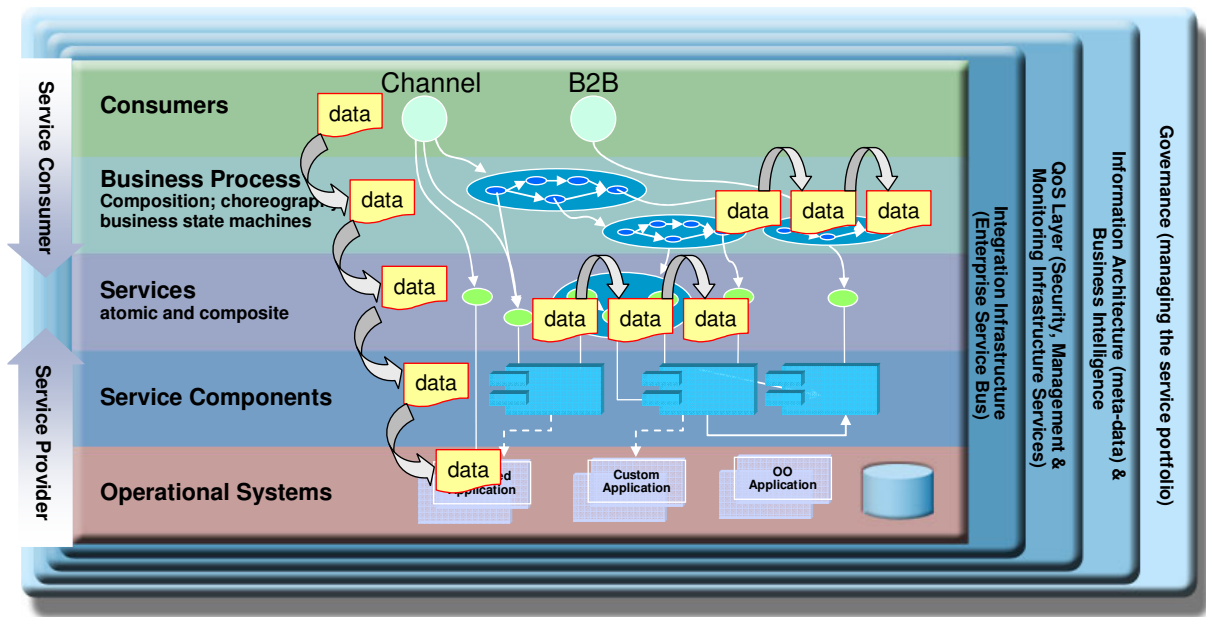 Service Consumer
Service Provider
Channel
B2B
Consumers
data
Business Process
Composition; choreography
business state machines
data
data
data
data
Services
atomic and composite
data
data
data
data
Service Components
data
Operational Systems
data
Application
Custom
Application
OO
Application
Integration Infrastructure
(Enterprise Service Bus)
QoS Layer (Security, Management &
Monitoring Infrastructure Services)
Information Architecture (meta-data) &
Business Intelligence
Governance (managing the service portfolio)